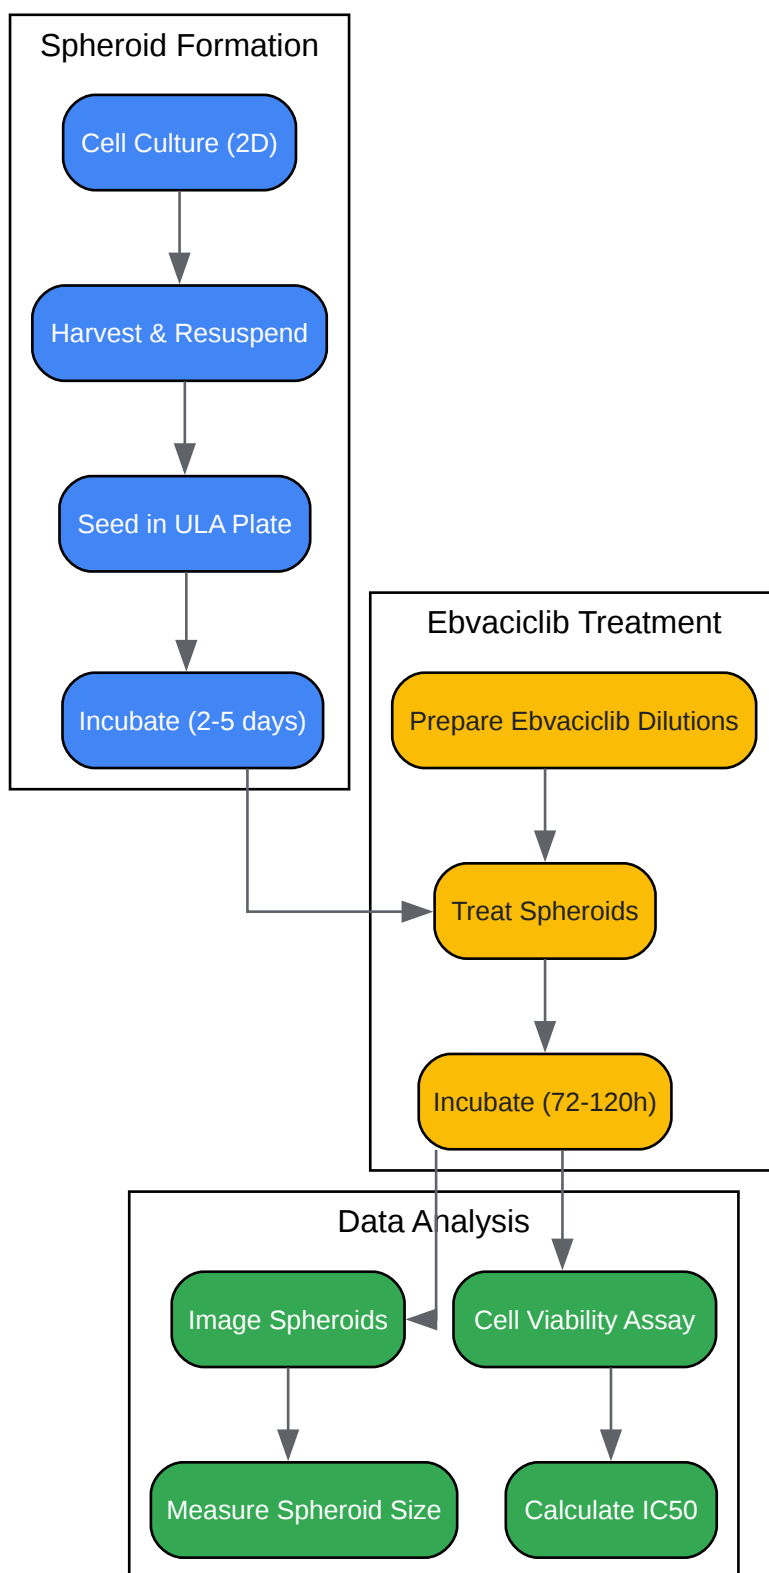 Spheroid Formation
Cell Culture (2D)
Harvest & Resuspend
Seed in ULA Plate
Incubate (2-5 days)
Ebvaciclib Treatment
Prepare Ebvaciclib Dilutions
Treat Spheroids
Incubate (72-120h)
Data Analysis
Image Spheroids
Cell Viability Assay
Measure Spheroid Size
Calculate IC50